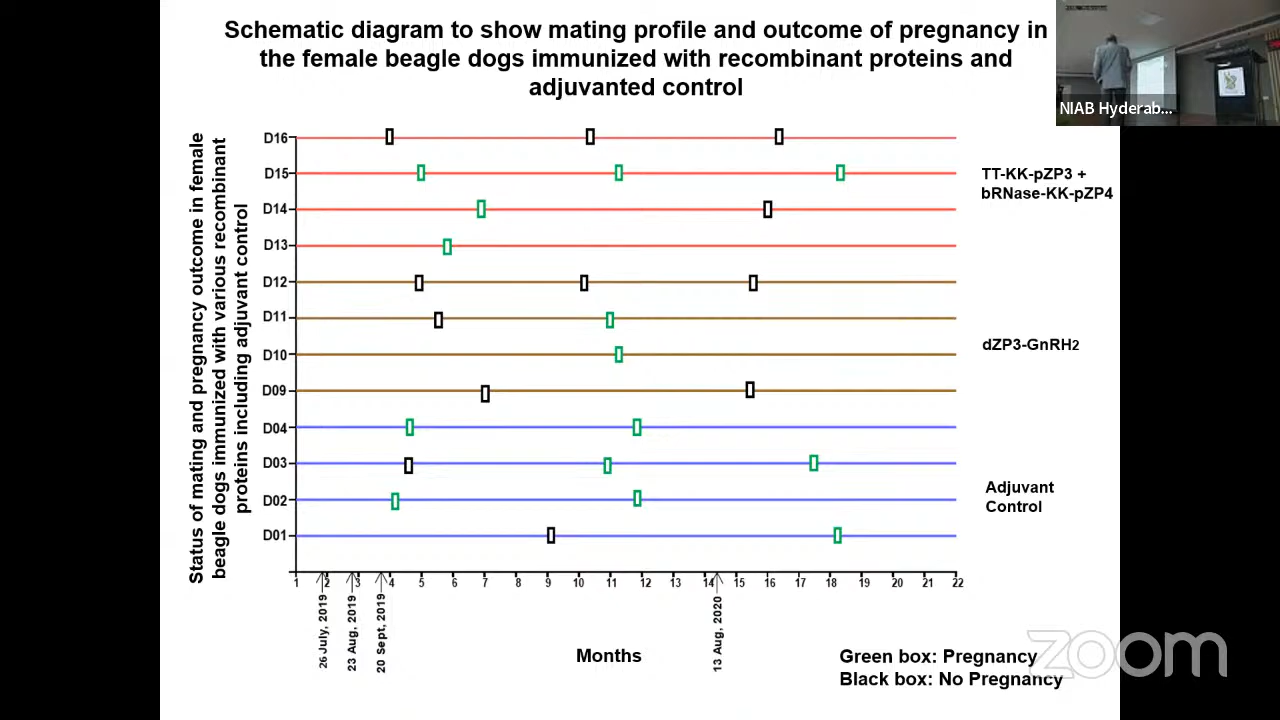 Schematic diagram to show mating profile and outcome of pregnancy in
the female beagle dogs immunized with recombinant proteins and
adjuvanted control
NIAB Hyderab...
Status of mating and pregnancy outcome in female
beagle dogs immunized with various recombinant
proteins including adjuvant control
D16
D15
D14
D13
D12
D11
D10
D09
D04
D03
D02
D01
TT-KK-pZP3 +
bRNase-KK-pZP4
dZP3-GnRH2
Adjuvant
Control
1 2 3 4 5 6 7 8 9 10 11 12 13 14 15 16 17 18 19 20 21 22
26 July, 2019
23 Aug, 2019
20 Sept, 2019
13 Aug, 2020
Months
Green box: Pregnancy
Black box: No Pregnancy
zoom